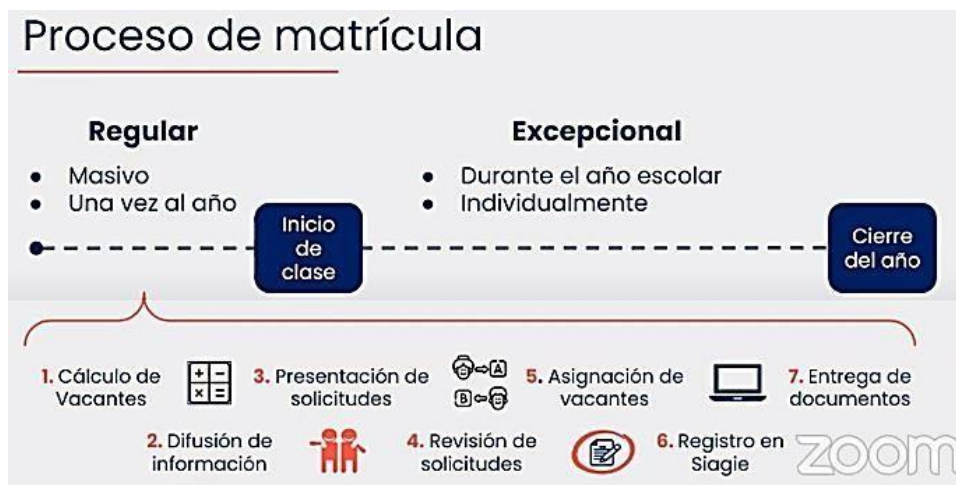 Proceso de matrícula
Regular
• Masivo
• Una vez al año
Excepcional
• Durante el año escolar
• Individualmente
Inicio
de
clase
Cierre
del año
1. Cálculo de
Vacantes
2. Difusión de
información
3. Presentación de
solicitudes
4. Revisión de
solicitudes
5. Asignación de
vacantes
6. Registro en
Siagie
7. Entrega de
documentos
A
B
zoom